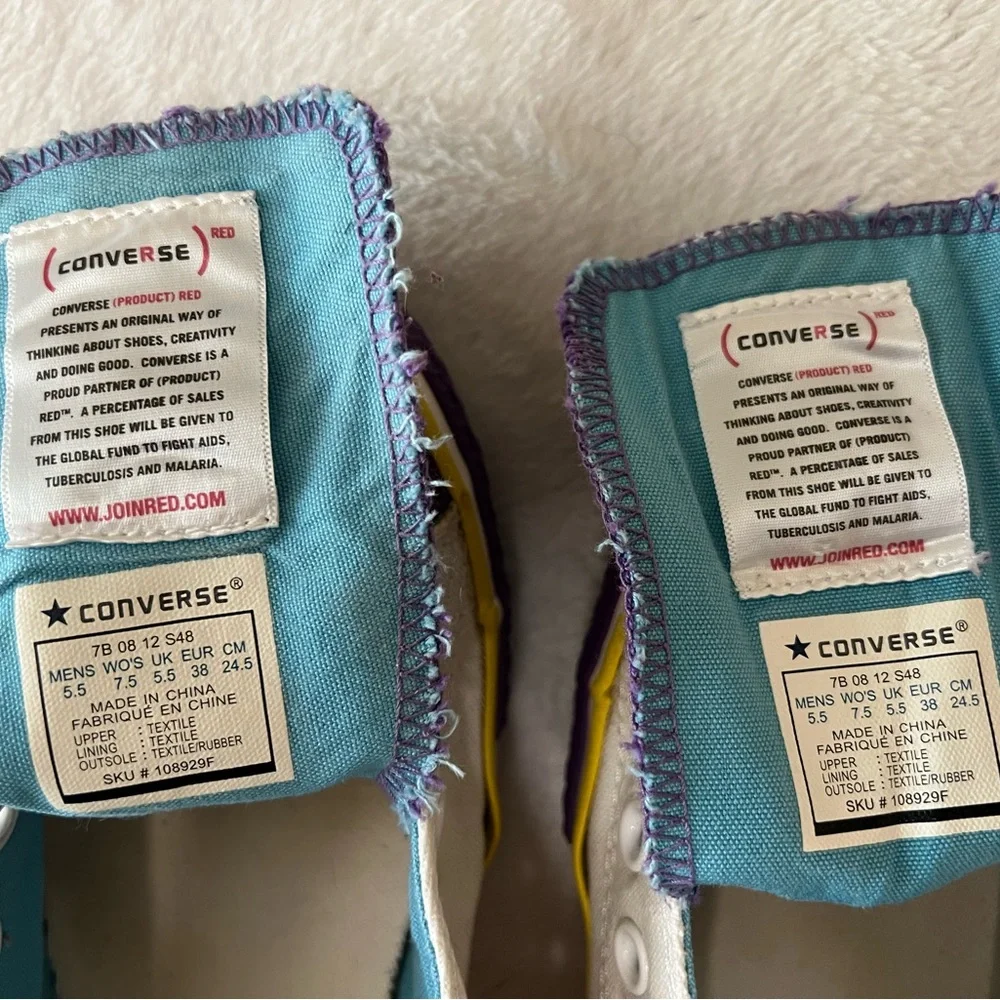 (CONVERSE) RED
CONVERSE (PRODUCT) RED
PRESENTS AN ORIGINAL WAY OF
THINKING ABOUT SHOES, CREATIVITY
AND DOING GOOD. CONVERSE IS A
PROUD PARTNER OF (PRODUCT)
RED™. A PERCENTAGE OF SALES
FROM THIS SHOE WILL BE GIVEN TO
THE GLOBAL FUND TO FIGHT AIDS,
TUBERCULOSIS AND MALARIA.
WWW.JOINRED.COM
★ CONVERSE®
7B 08 12 S48
MENS WO'S UK EUR CM
5.5 7.5 5.5 38 24.5
MADE IN CHINA
FABRIQUÉ EN CHINE
UPPER : TEXTILE
LINING : TEXTILE
OUTSOLE : TEXTILE/RUBBER
SKU # 108929F
(CONVERSE) RED
CONVERSE (PRODUCT) RED
PRESENTS AN ORIGINAL WAY OF
THINKING ABOUT SHOES, CREATIVITY
AND DOING GOOD. CONVERSE IS A
PROUD PARTNER OF (PRODUCT)
RED™. A PERCENTAGE OF SALES
FROM THIS SHOE WILL BE GIVEN TO
THE GLOBAL FUND TO FIGHT AIDS,
TUBERCULOSIS AND MALARIA.
WWW.JOINRED.COM
★ CONVERSE®
7B 08 12 S48
MENS WO'S UK EUR CM
5.5 7.5 5.5 38 24.5
MADE IN CHINA
FABRIQUÉ EN CHINE
UPPER : TEXTILE
LINING : TEXTILE
OUTSOLE : TEXTILE/RUBBER
SKU # 108929F